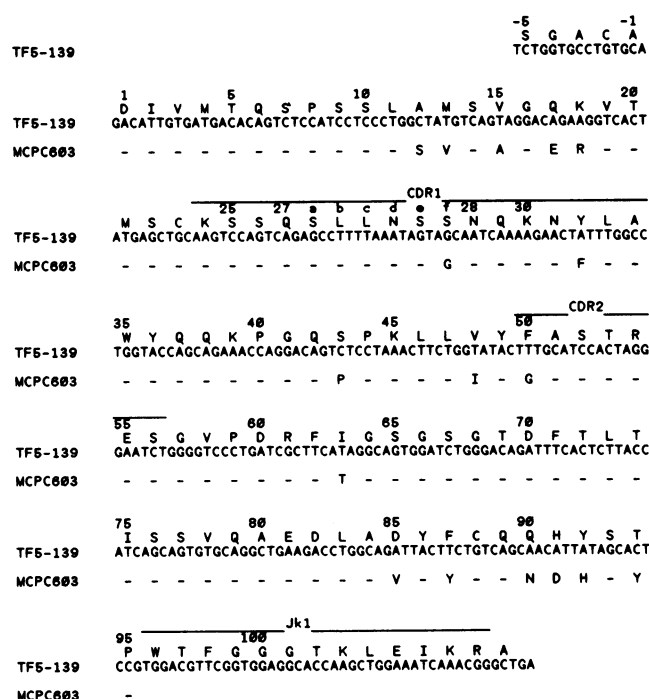 -5 -1
S G A C A
TF5-139 TCTGGTGCCTGTGCA
1 5 10 15 20
D I V M T Q S P S S L A M S V G Q K V T
TF5-139 GACATTGTGATGACACAGTCTCCATCCTCCCTGGCTATGTCAGTAGGACAGAAGGTCACT
MCPC603 - - - - - - - - - - - S V - A - E R - -
CDR1
25 27 a b c d e f 28 30
M S C K S S Q S L L N S S N Q K N Y L A
TF5-139 ATGAGCTGCAAGTCCAGTCAGAGCCTTTTAAATAGTAGCAATCAAAAGAACTATTTGGCC
MCPC603 - - - - - - - - - - - - G - - - - F - -
CDR2
35 40 45 50
W Y Q Q K P G Q S P K L L V Y F A S T R
TF5-139 TGGTACCAGCAGAAACCAGGACAGTCTCCTAAACTTCTGGTATACTTTGCATCCACTAGG
MCPC603 - - - - - - - - P - - - - I - G - - - -
55 60 65 70
E S G V P D R F I G S G S G T D F T L T
TF5-139 GAATCTGGGGTCCCTGATCGCTTCATAGGCAGTGGATCTGGGACAGATTTCACTCTTACC
MCPC603 - - - - - - - - T - - - - - - - - - - -
75 80 85 90
I S S V Q A E D L A D Y F C Q Q H Y S T
TF5-139 ATCAGCAGTGTGCAGGCTGAAGACCTGGCAGATTACTTCTGTCAGCAACATTATAGCACT
MCPC603 - - - - - - - - - - V - Y - - N D H - Y
95 100 Jk1
P W T F G G G T K L E I K R A
TF5-139 CCGTGGACGTTCGGTGGAGGCACCAAGCTGGAAATCAAACGGGCTGA
MCPC603 -